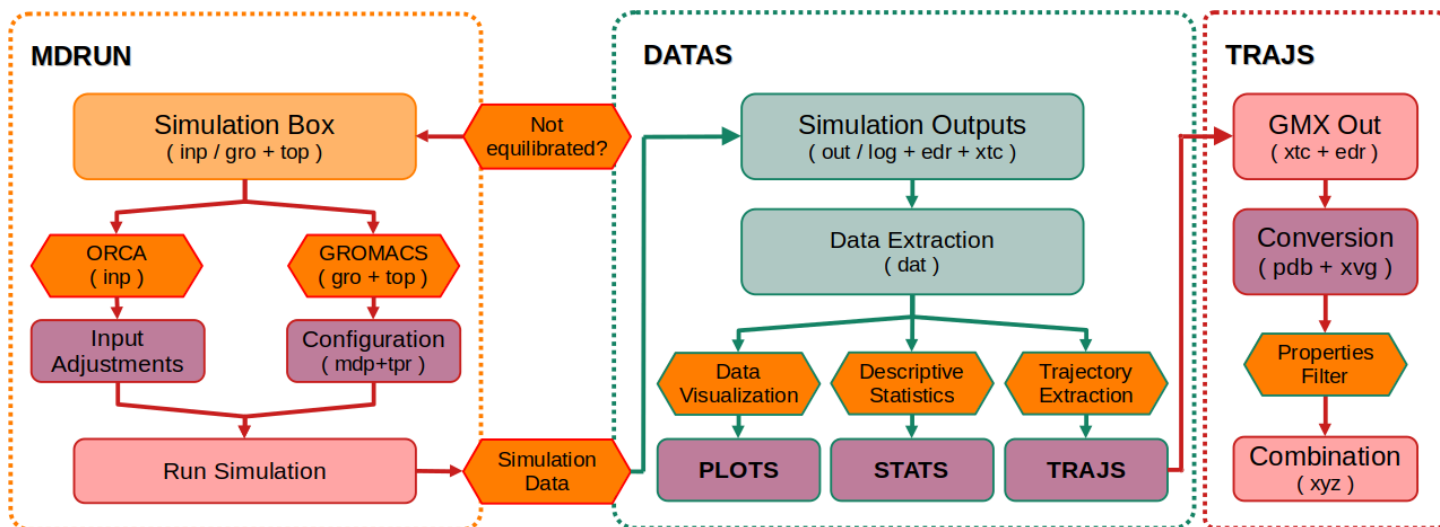 MDRUN
Simulation Box
( inp / gro + top )
ORCA
( inp )
GROMACS
( gro + top )
Input
Adjustments
Configuration
( mdp+tpr )
Run Simulation
Not
equilibrated?
Simulation
Data
DATAS
Simulation Outputs
( out / log + edr + xtc )
Data Extraction
( dat )
Data
Visualization
Descriptive
Statistics
Trajectory
Extraction
PLOTS
STATS
TRAJS
TRAJS
GMX Out
( xtc + edr )
Conversion
( pdb + xvg )
Properties
Filter
Combination
( xyz )